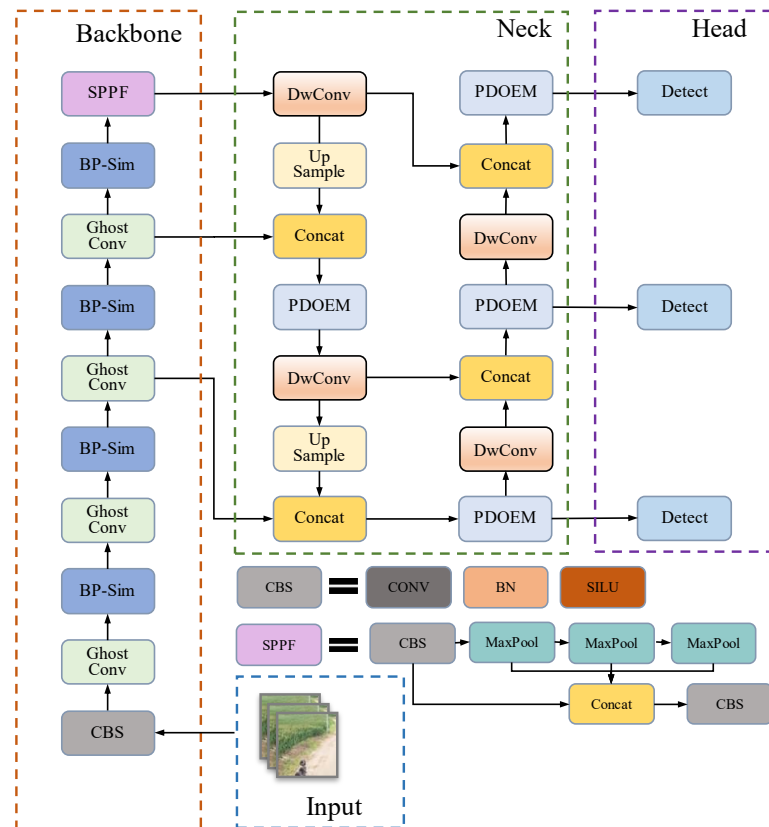 Backbone
SPPF
BP-Sim
Ghost
Conv
BP-Sim
Ghost
Conv
BP-Sim
Ghost
Conv
BP-Sim
Ghost
Conv
CBS
Neck
DwConv
Up
Sample
Concat
PDOEM
DwConv
Up
Sample
Concat
PDOEM
Concat
DwConv
PDOEM
Concat
DwConv
PDOEM
Head
Detect
Detect
Detect
CBS
CONV
BN
SILU
SPPF
CBS
MaxPool
MaxPool
MaxPool
Concat
CBS
Input